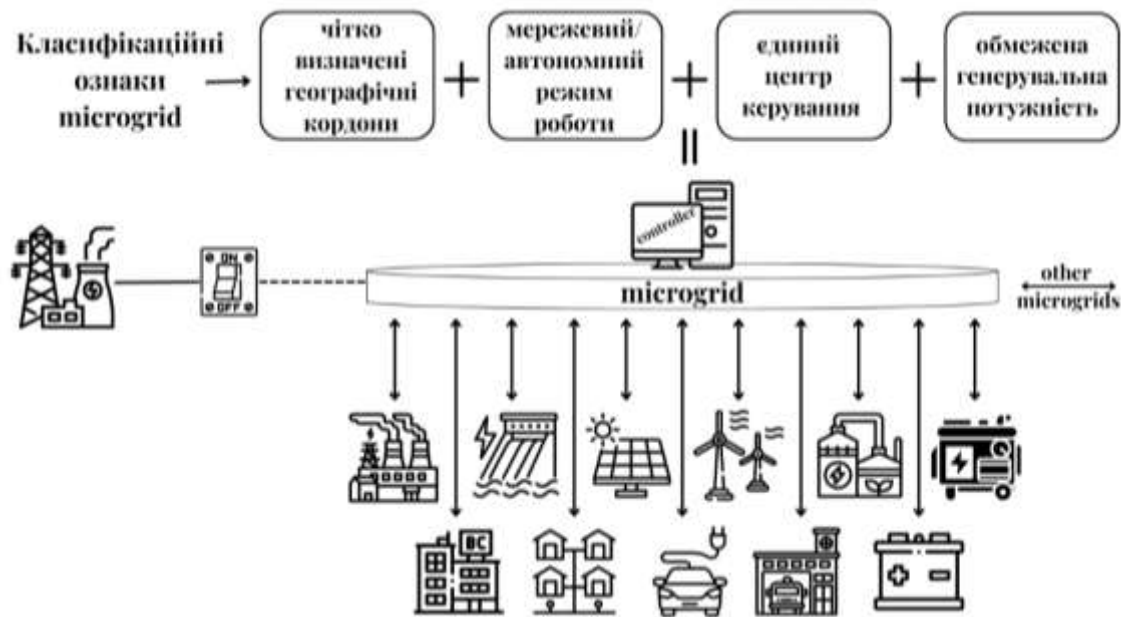 Класифікаційні
ознаки
microgrid
чітко
визначені
географічні
кордони
+
мережевий/
автономний
режим
роботи
+
єдиний
центр
керування
+
обмежена
генерувальна
потужність
=
controller
ON
OFF
microgrid
other
microgrids
BC